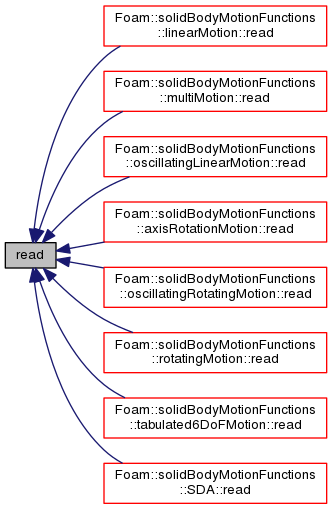 Foam::solidBodyMotionFunctions
::linearMotion::read
Foam::solidBodyMotionFunctions
::multiMotion::read
Foam::solidBodyMotionFunctions
::oscillatingLinearMotion::read
Foam::solidBodyMotionFunctions
::axisRotationMotion::read
read
Foam::solidBodyMotionFunctions
::oscillatingRotatingMotion::read
Foam::solidBodyMotionFunctions
::rotatingMotion::read
Foam::solidBodyMotionFunctions
::tabulated6DoFMotion::read
Foam::solidBodyMotionFunctions
::SDA::read